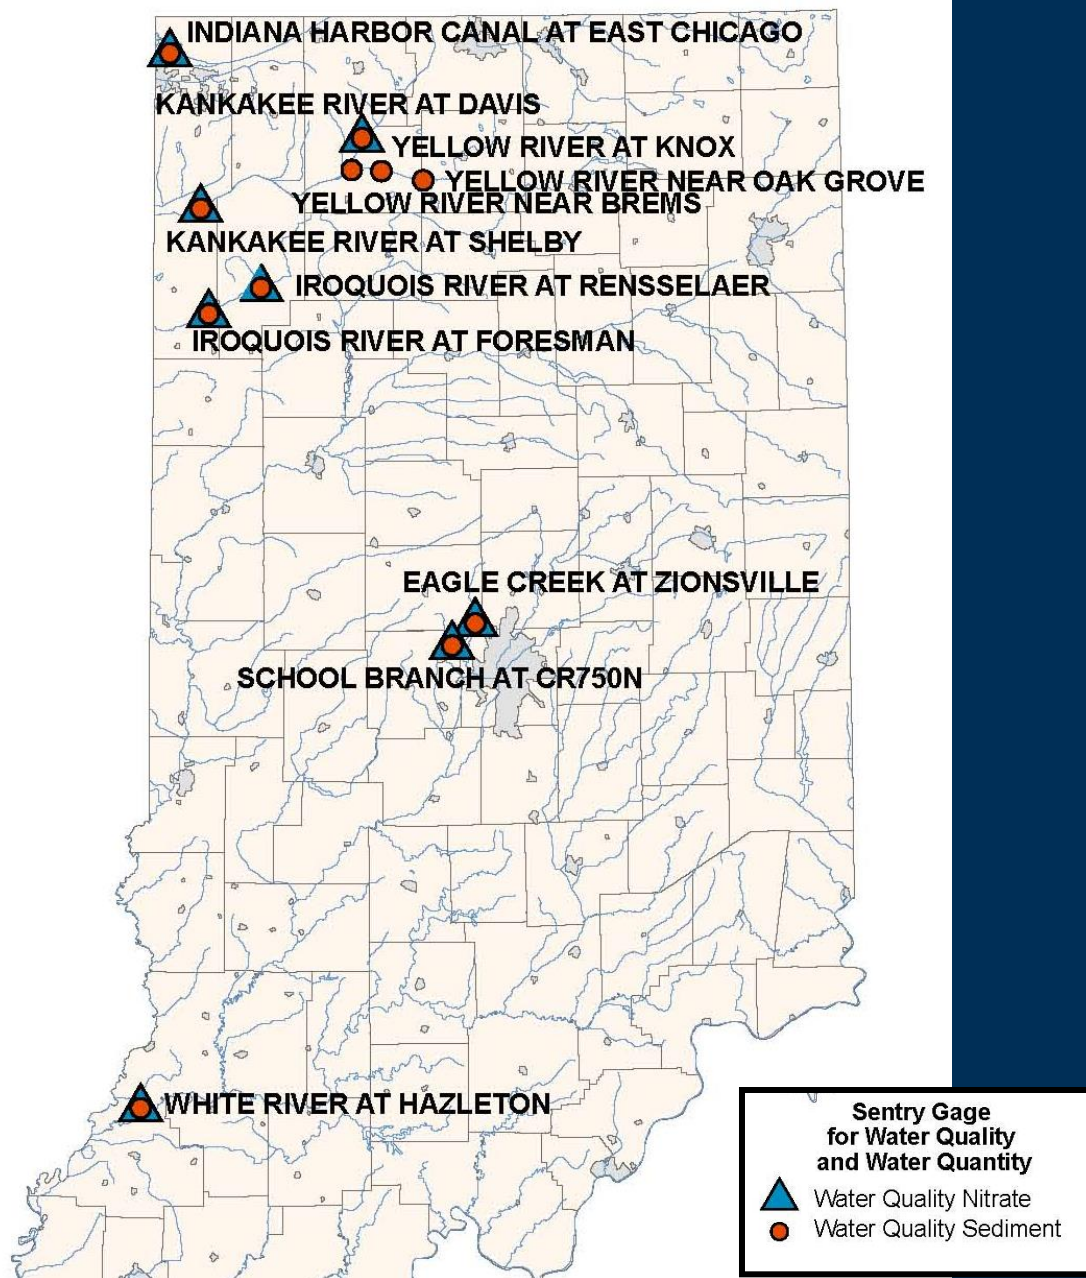 INDIANA HARBOR CANAL AT EAST CHICAGO
KANKAKEE RIVER AT DAVIS
YELLOW RIVER AT KNOX
YELLOW RIVER NEAR OAK GROVE
YELLOW RIVER NEAR BREMS
KANKAKEE RIVER AT SHELBY
IROQUOIS RIVER AT RENSSELAER
IROQUOIS RIVER AT FORESMAN
EAGLE CREEK AT ZIONSVILLE
SCHOOL BRANCH AT CR750N
WHITE RIVER AT HAZLETON
Sentry Gage
for Water Quality
and Water Quantity
Water Quality Nitrate
Water Quality Sediment